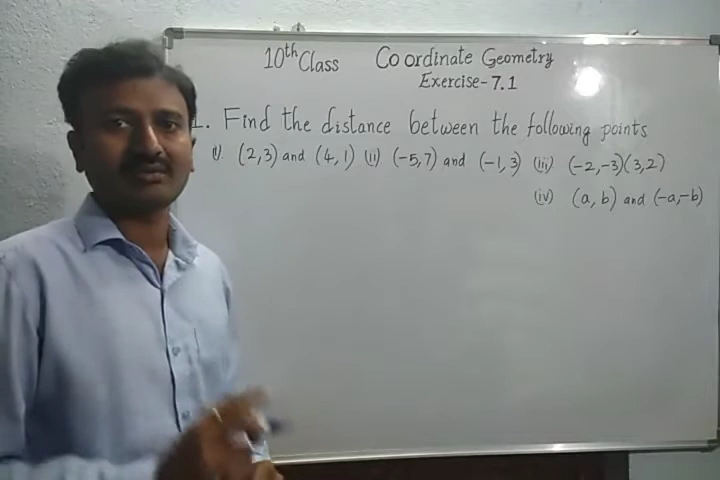 10th Class Coordinate Geometry
Exercise-7.1
1. Find the distance between the following points
(i) (2,3) and (4,1) (ii) (-5,7) and (-1,3) (iii) (-2,-3)(3,2)
(iv) (a,b) and (-a,-b)